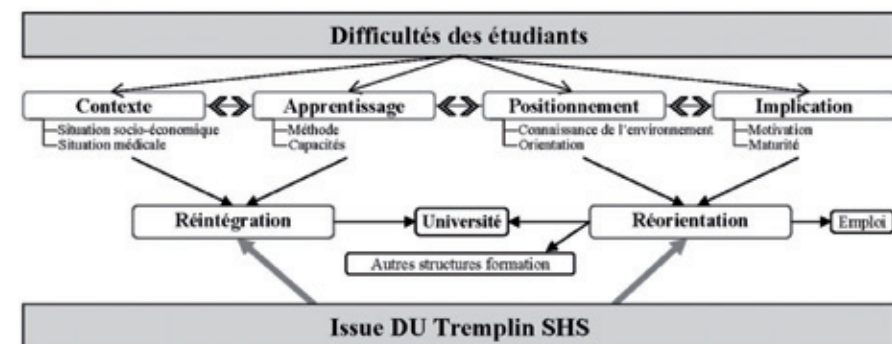 Difficultés des étudiants
Contexte
Apprentissage
Positionnement
Implication
Situation socio-économique
Situation médicale
Méthode
Capacités
Connaissance de l'environnement
Orientation
Motivation
Maturité
Réintégration
Université
Réorientation
Emploi
Autres structures formation
Issue DU Tremplin SHS